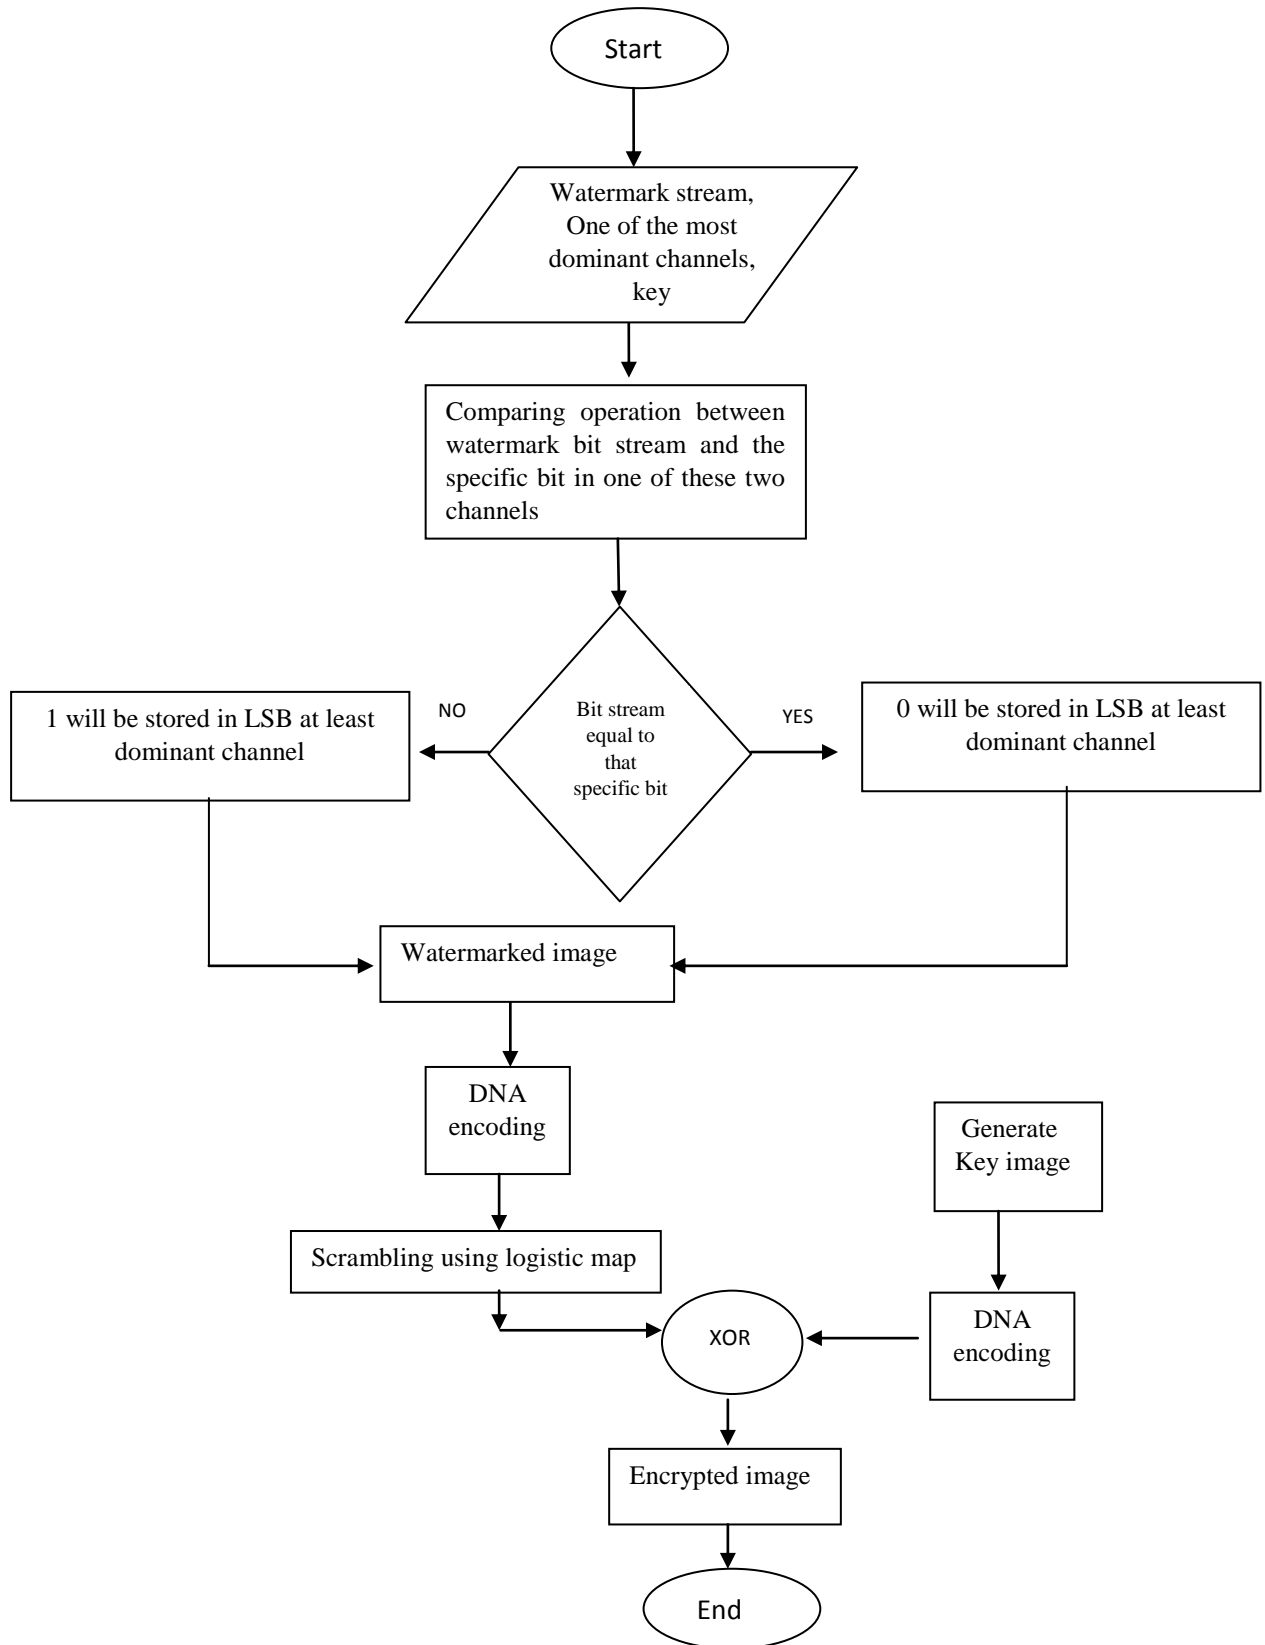 Start
Watermark stream,
One of the most
dominant channels,
key
Comparing operation between
watermark bit stream and the
specific bit in one of these two
channels
1 will be stored in LSB at least
dominant channel
NO
Bit stream
equal to
that
specific bit
YES
0 will be stored in LSB at least
dominant channel
Watermarked image
DNA
encoding
Generate
Key image
Scrambling using logistic map
XOR
DNA
encoding
Encrypted image
End